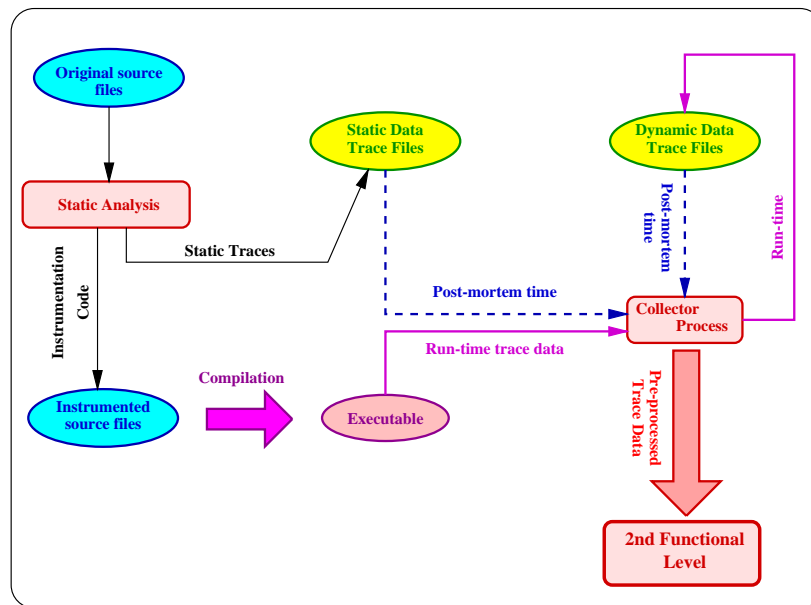 Original source
files
Static Data
Trace Files
Dynamic Data
Trace Files
Static Analysis
Static Traces
Instrumentation
Code
Post-mortem
time
Run-time
Post-mortem time
Collector
Process
Run-time trace data
Compilation
Instrumented
source files
Executable
Pre-processed
Trace Data
2nd Functional
Level